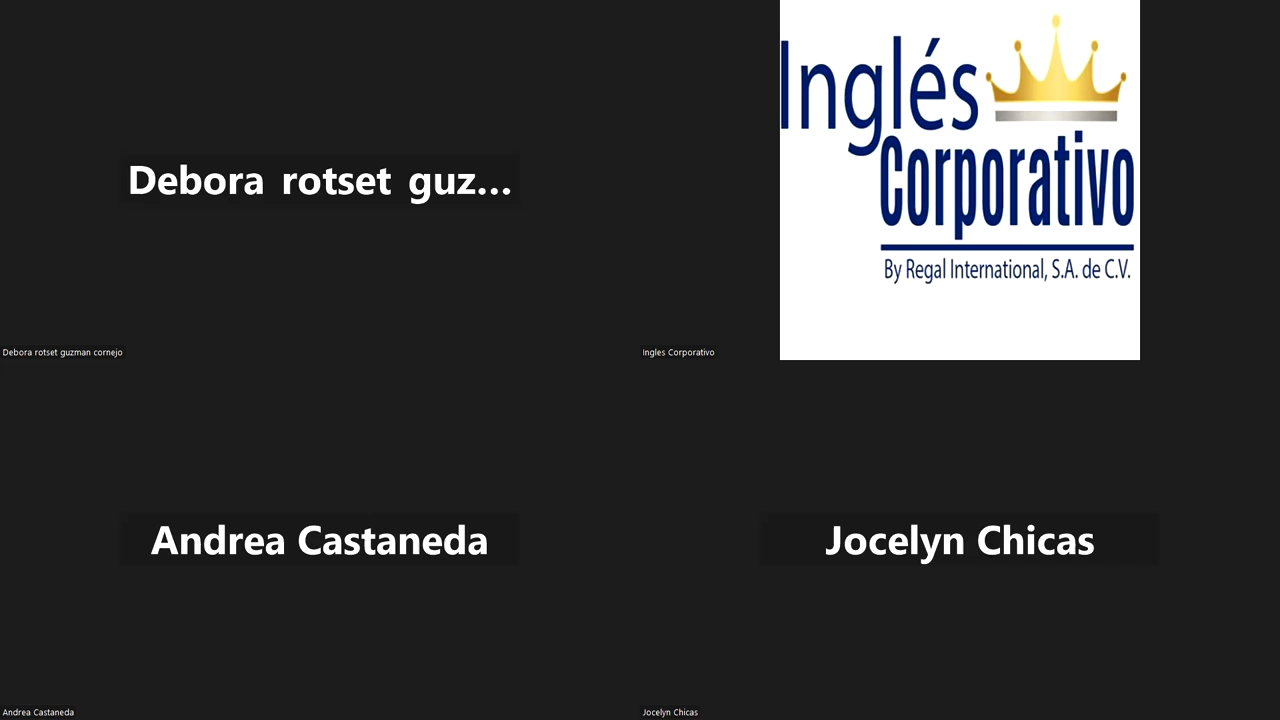 Debora rotset guz...
Debora rotset guzman cornejo
Inglés
Corporativo
By Regal International, S.A. de C.V.
Ingles Corporativo
Andrea Castaneda
Andrea Castaneda
Jocelyn Chicas
Jocelyn Chicas